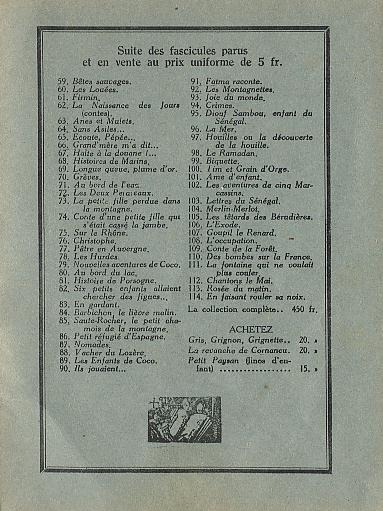 Suite des fascicules parus
et en vente au prix uniforme de 5 fr.
59. Bêtes sauvages.
60. Les Louées.
61. Firmin.
62. La Naissance des Jours
(contes).
63. Anes et Mulets.
64. Sans Asiles...
65. Ecoute, Pépée...
66. Grand'mère m'a dit...
67. Halte à la douane !...
68. Histoires de Marins.
69. Longue queue, plume d'or.
70. Grèves.
71. Au bord de l'eau.
72. Les Deux Perdreaux.
73. La petite fille perdue dans
la montagne.
74. Conte d'une petite fille qui
s'était cassé la jambe.
75. Sur le Rhône.
76. Christophe.
77. Pâtre en Auvergne.
78. Les Hurdes.
79. Nouvelles aventures de Coco.
80. Au bord du lac.
81. Histoire de Porsogne.
82. Six petits enfants allaient
chercher des figues...
83. En gardant.
84. Barbichon, le lièvre malin.
85. Saute-Rocher, le petit cha-
mois de la montagne.
86. Petit réfugié d'Espagne.
87. Nomades.
88. Vacher du Lozère.
89. Les Enfants de Coco.
90. Ils jouaient...
91. Fatma raconte.
92. Les Montagnettes.
93. Joie du monde.
94. Crimes.
95. Diouf Sambou, enfant du
Sénégal.
96. La Mer.
97. Houilles ou la découverte
de la houille.
98. Le Ramadan.
99. Biquette.
100. Tim et Grain d'Orge.
101. Ame d'enfant.
102. Les aventures de cinq Mar-
cassins.
103. Lettres du Sénégal.
104. Merlin-Merlot.
105. Les têtards des Bérudières.
106. L'Exode.
107. Goupil le Renard.
108. L'occupation.
109. Conte de la Forêt.
110. Des bombes sur la France.
111. La fontaine qui ne voulait
plus couler.
112. Chantons le Mai.
113. Rosée du matin.
114. En faisant rouler sa noix.
La collection complète.. 450 fr.
ACHETEZ
Gris, Grignon, Grignette.. 20. »
La revanche de Cornancu. 20. »
Petit Paysan (linos d'en-
fant) .................. 15. »